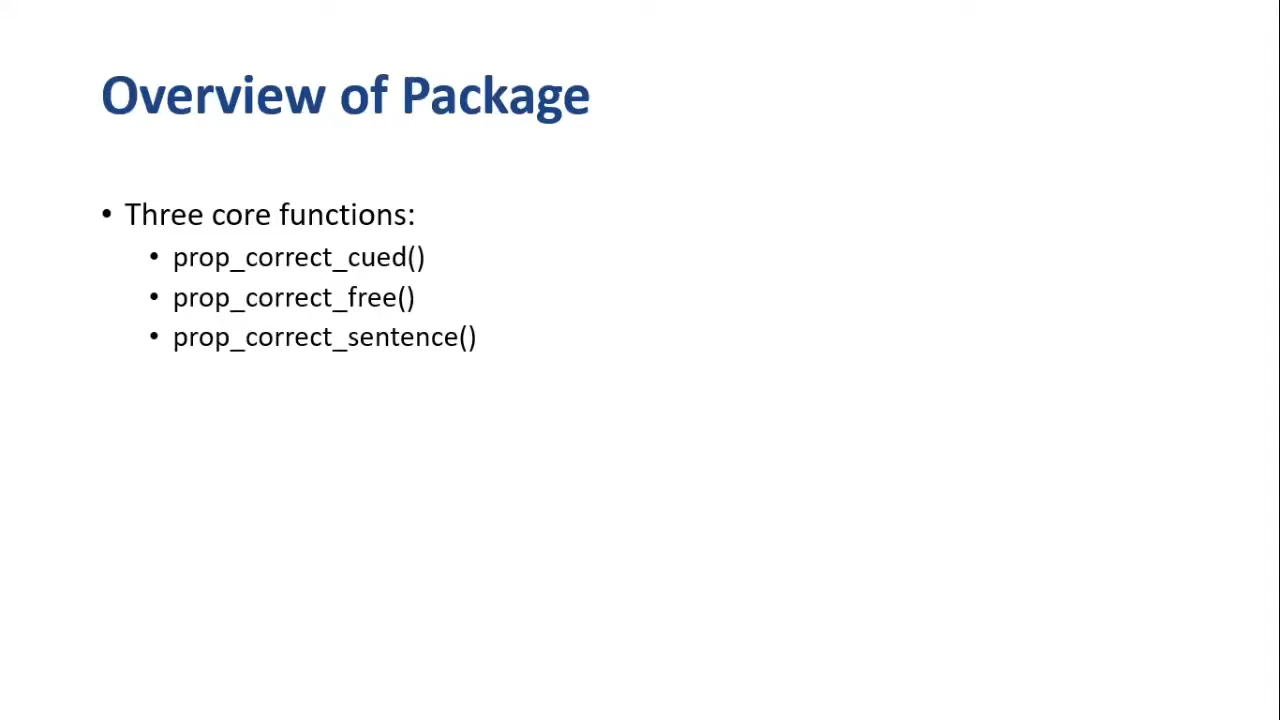 Overview of Package
• Three core functions:
• prop_correct_cued()
• prop_correct_free()
• prop_correct_sentence()